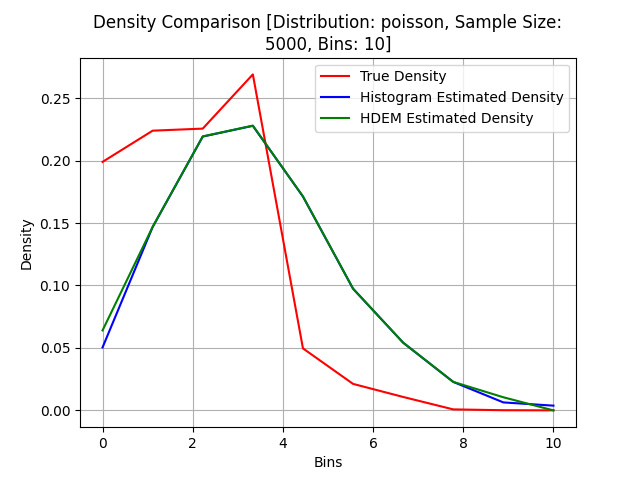 Density Comparison [Distribution: poisson, Sample Size:
5000, Bins: 10]
True Density
Histogram Estimated Density
HDEM Estimated Density
Density
0.25
0.20
0.15
0.10
0.05
0.00
0 2 4 6 8 10
Bins